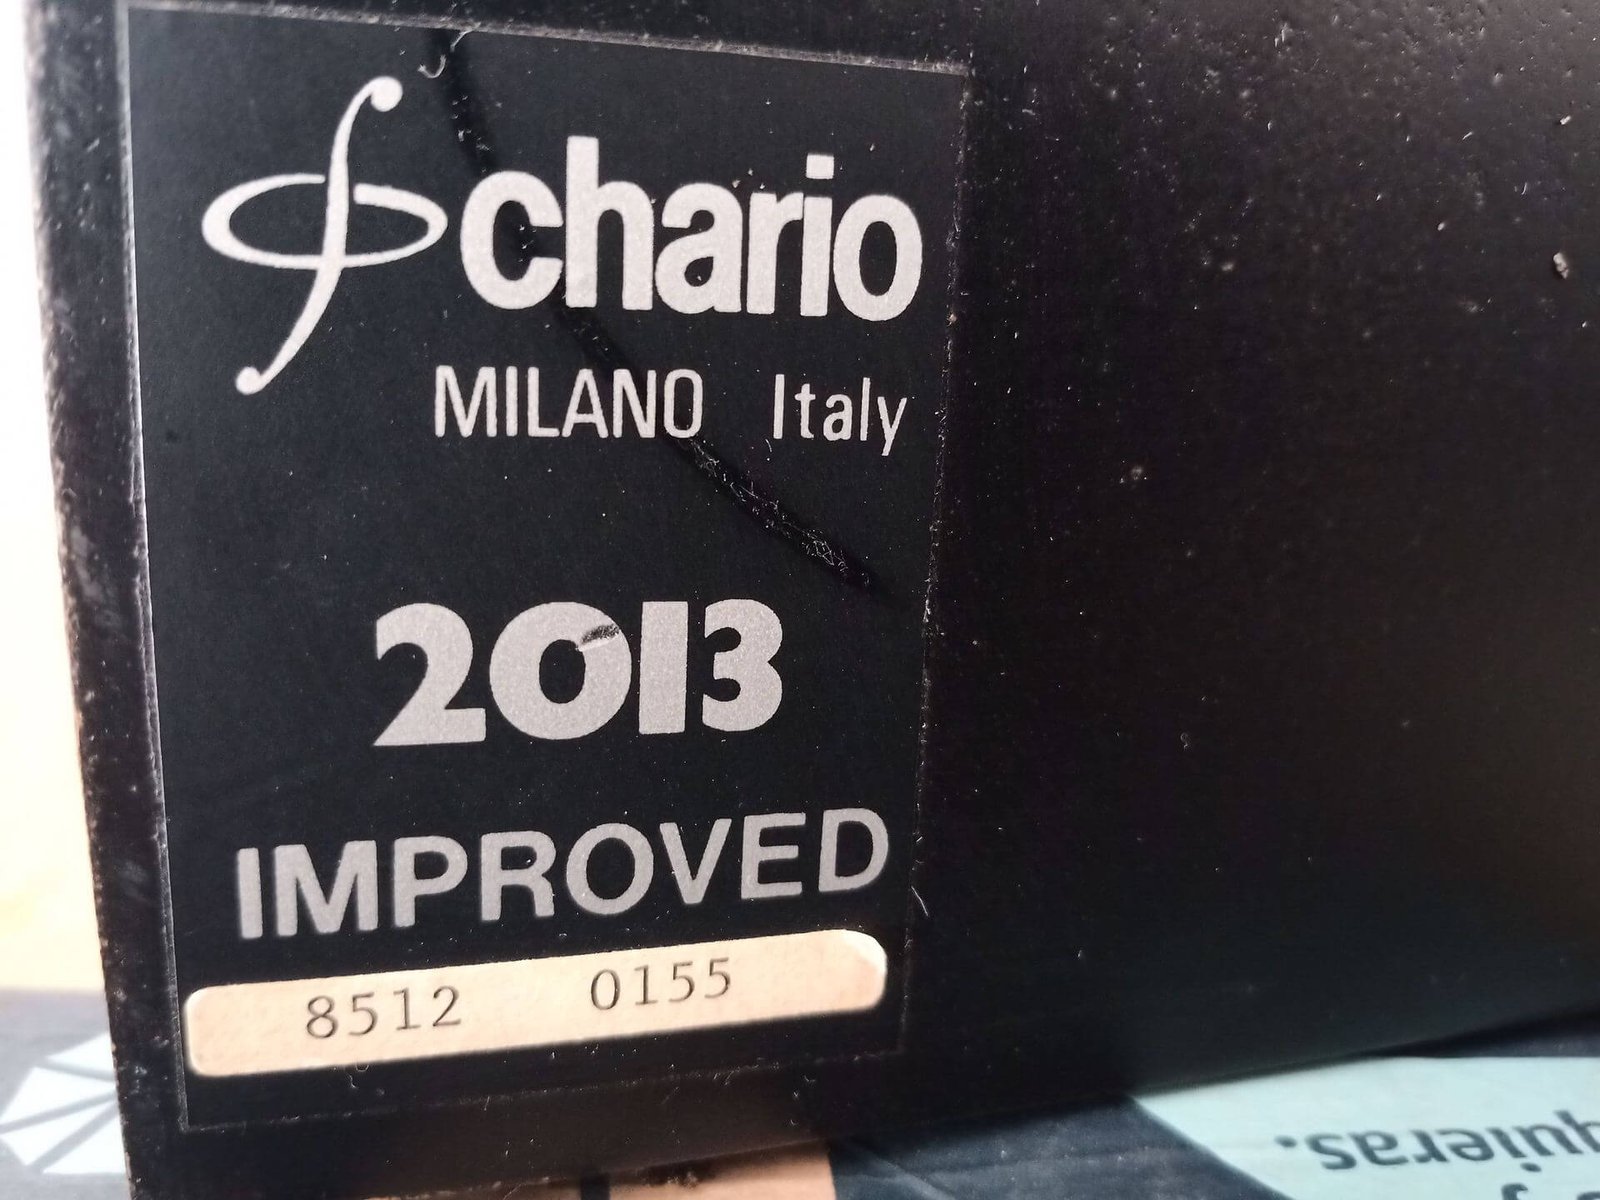 chario
MILANO Italy
2013
IMPROVED
8512 0155
quieras.